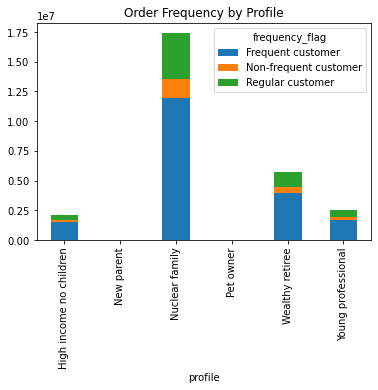 Order Frequency by Profile
1e7
frequency_flag
Frequent customer
Non-frequent customer
Regular customer
1.75
1.50
1.25
1.00
0.75
0.50
0.25
0.00
High income no children
New parent
Nuclear family
Pet owner
Wealthy retiree
Young professional
profile